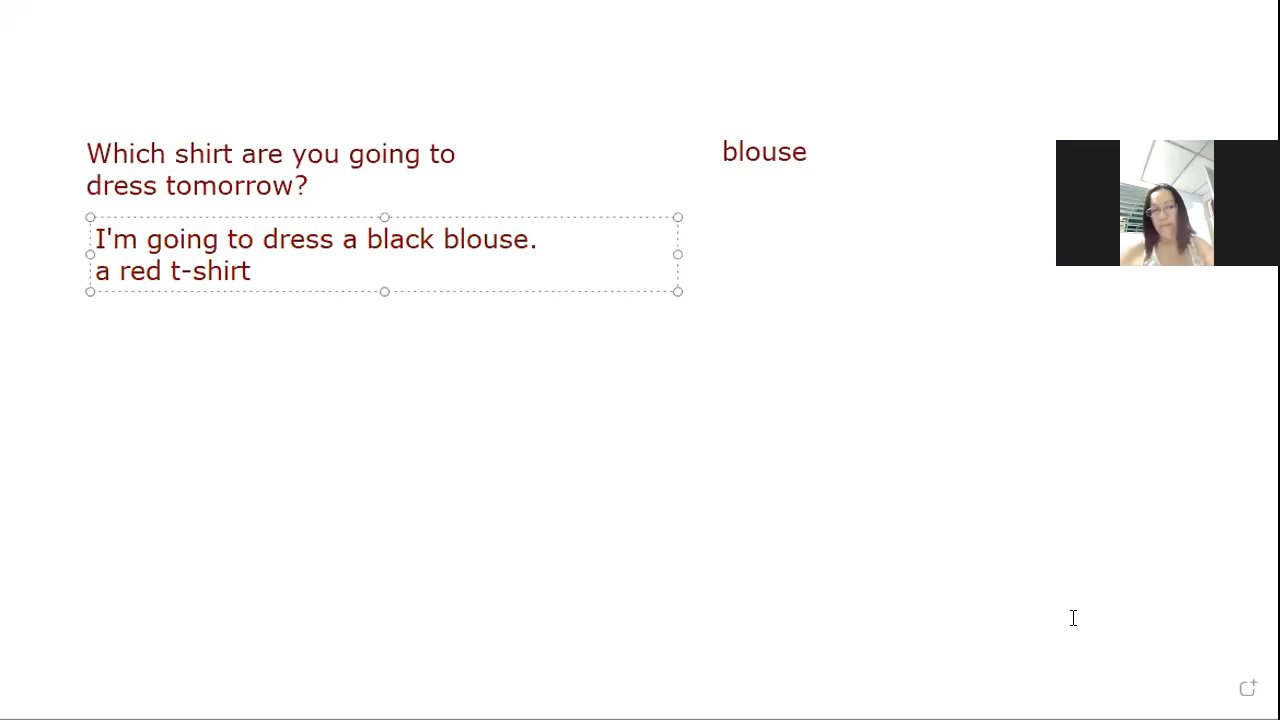 Which shirt are you going to
dress tomorrow?
I'm going to dress a black blouse.
a red t-shirt
blouse